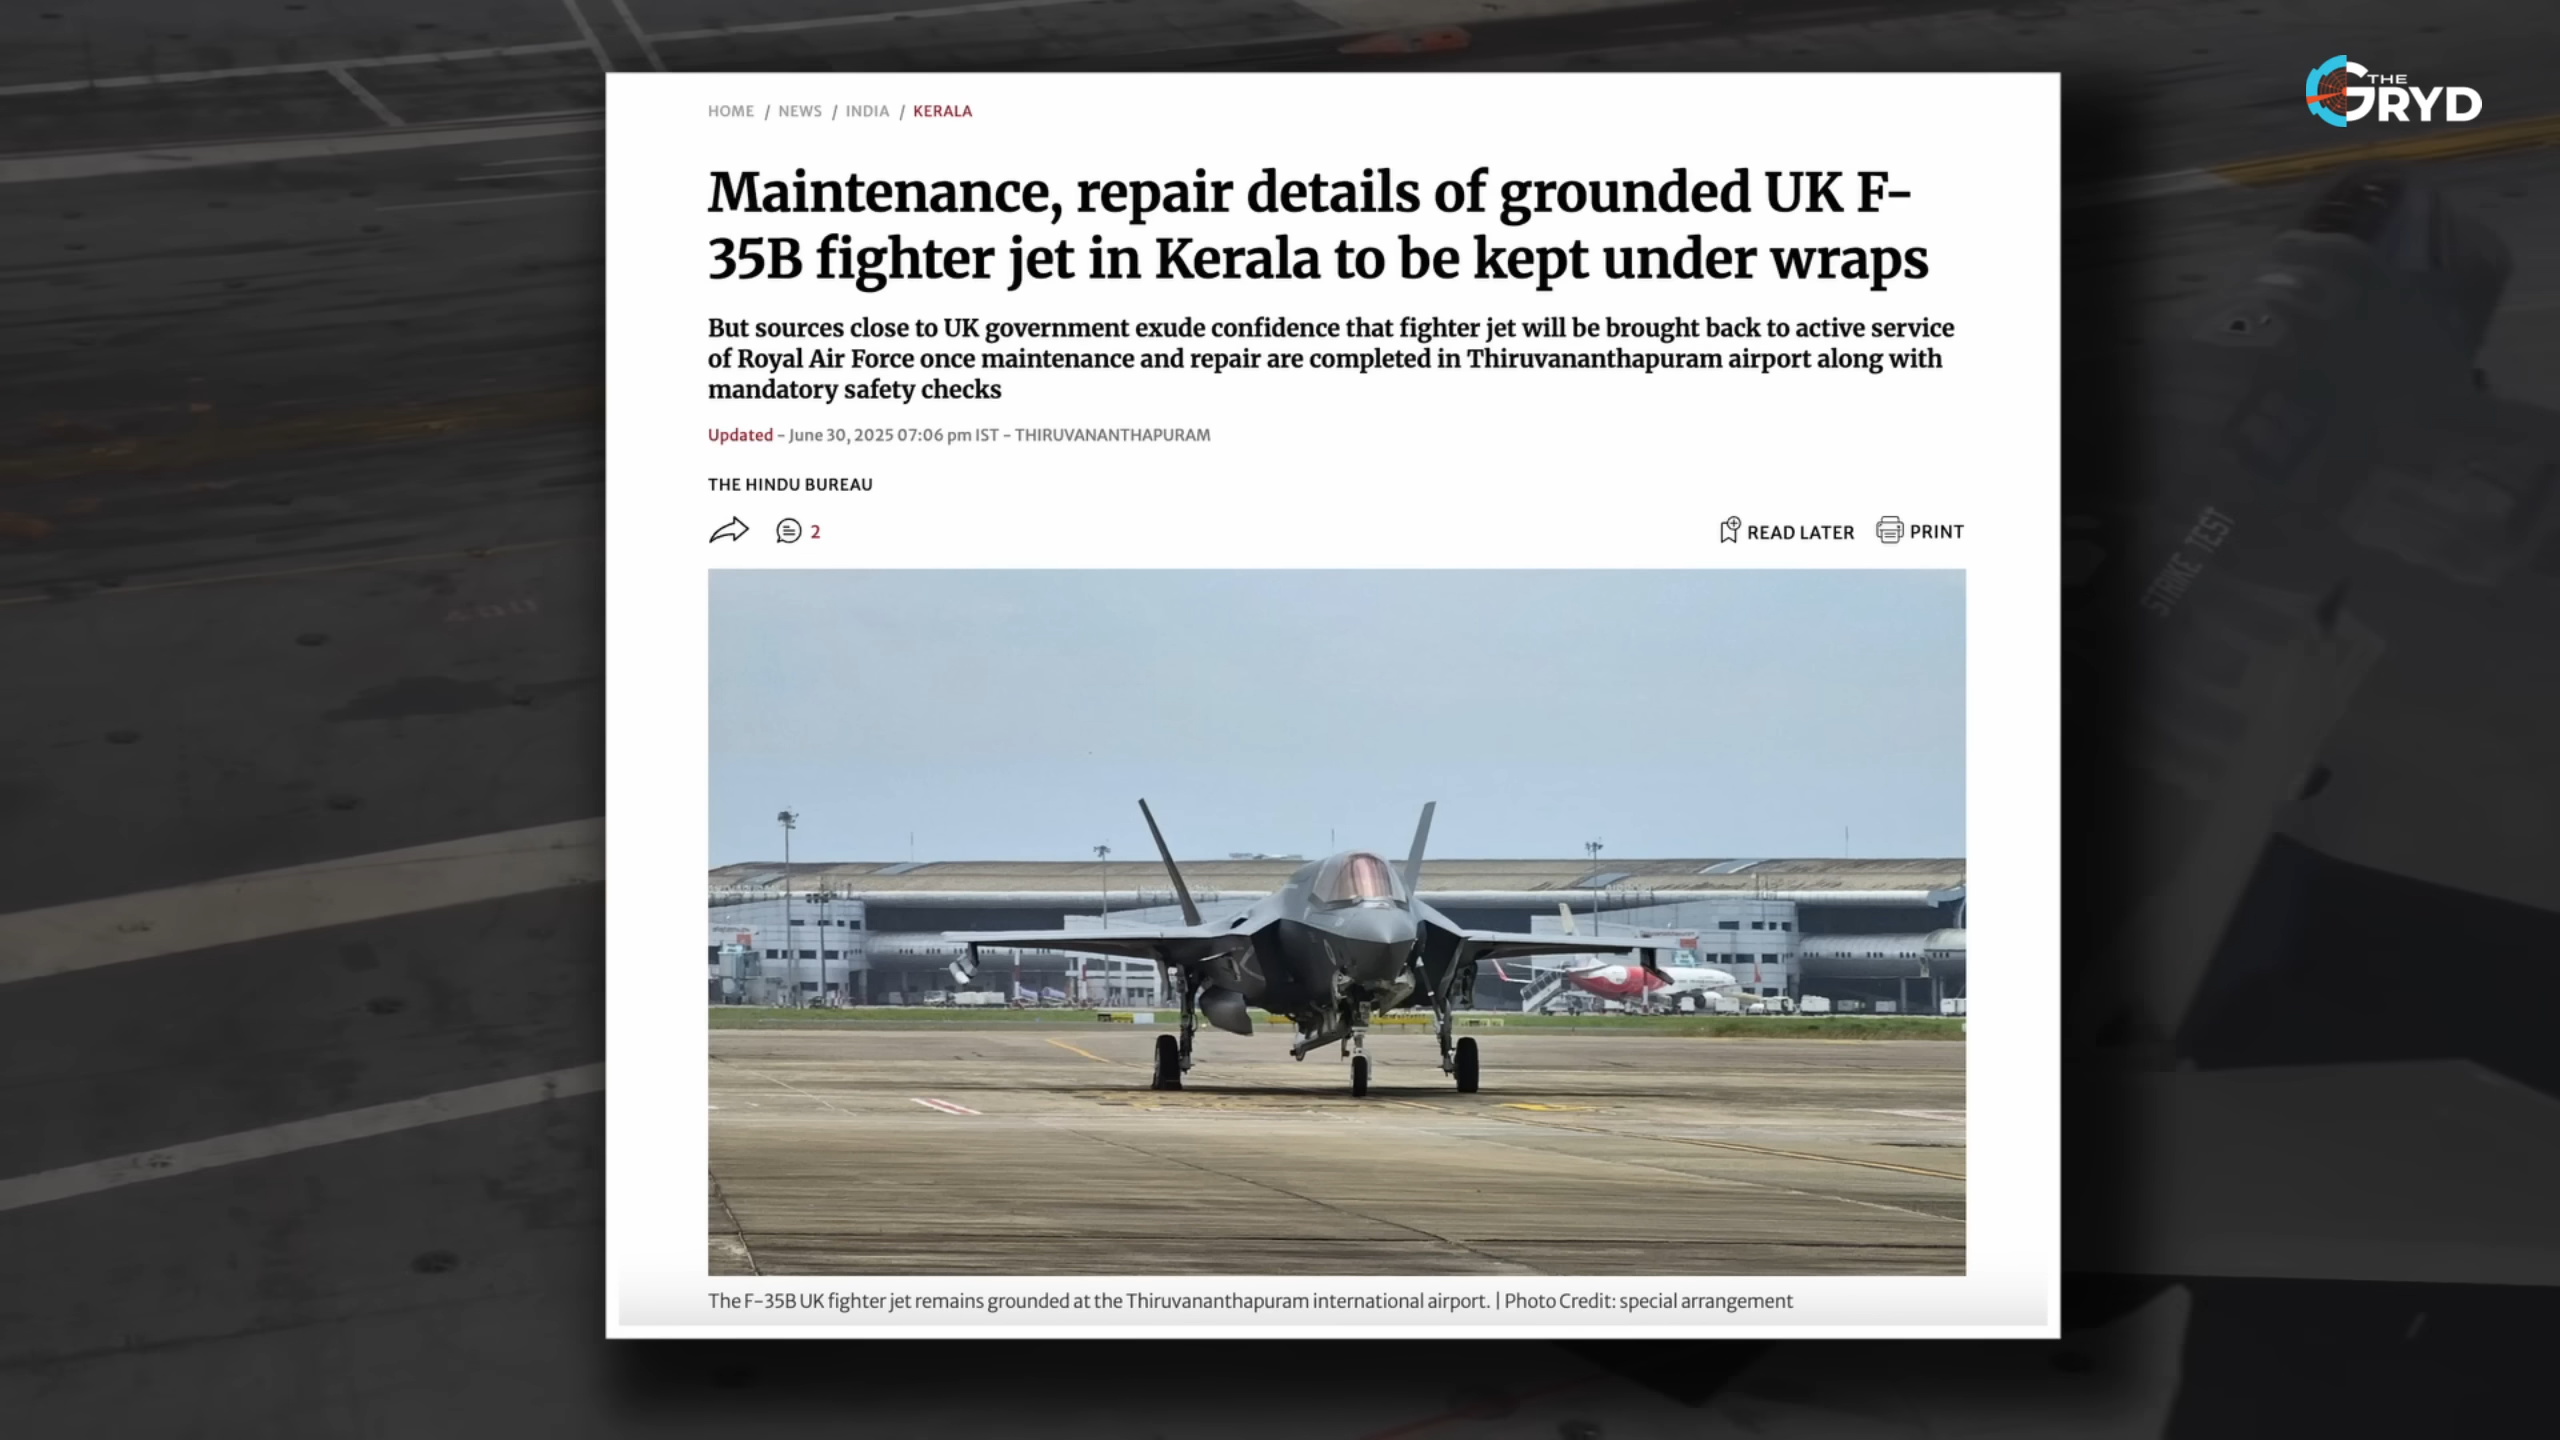 THE
GRYD
HOME / NEWS / INDIA / KERALA
Maintenance, repair details of grounded UK F-
35B fighter jet in Kerala to be kept under wraps
But sources close to UK government exude confidence that fighter jet will be brought back to active service
of Royal Air Force once maintenance and repair are completed in Thiruvananthapuram airport along with
mandatory safety checks
Updated - June 30, 2025 07:06 pm IST - THIRUVANANTHAPURAM
THE HINDU BUREAU
2
READ LATER
PRINT
STRIKE TEST
The F-35B UK fighter jet remains grounded at the Thiruvananthapuram international airport. | Photo Credit: special arrangement